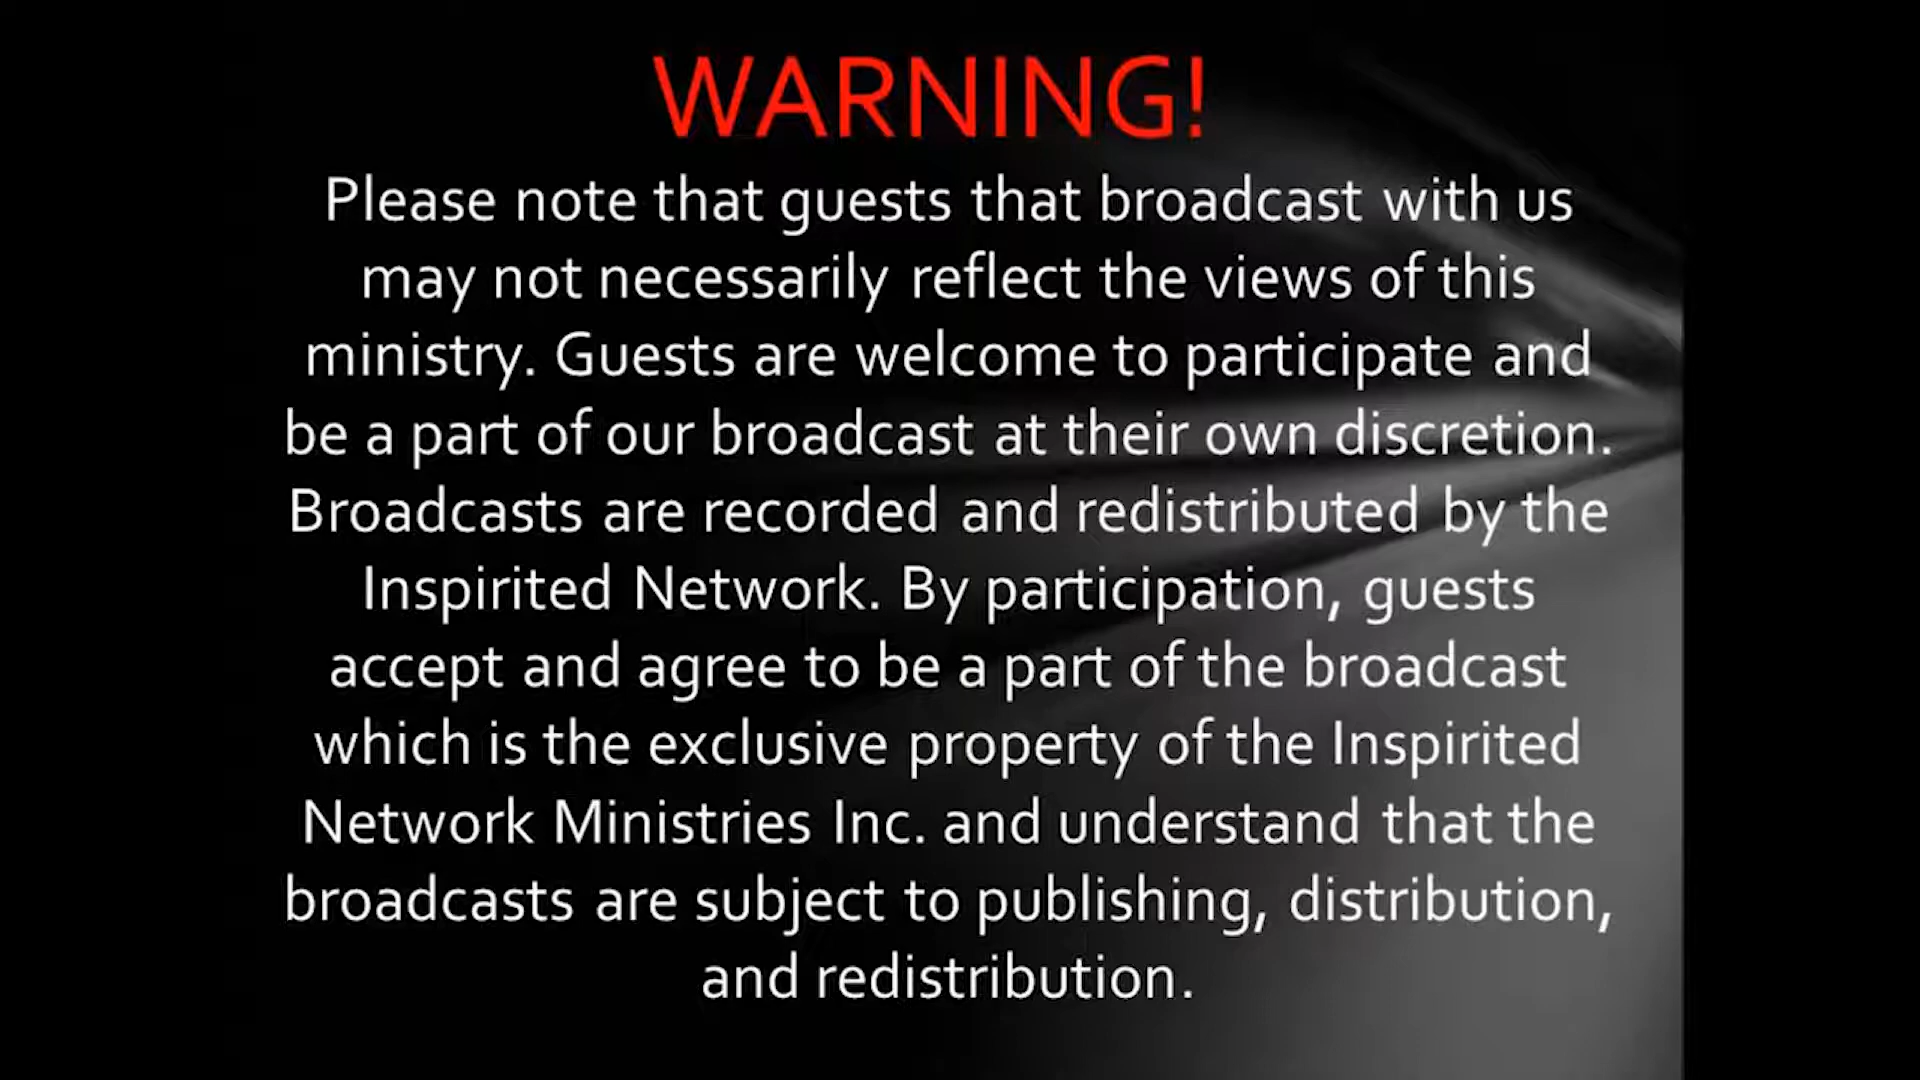 WARNING!
Please note that guests that broadcast with us
may not necessarily reflect the views of this
ministry. Guests are welcome to participate and
be a part of our broadcast at their own discretion.
Broadcasts are recorded and redistributed by the
Inspirited Network. By participation, guests
accept and agree to be a part of the broadcast
which is the exclusive property of the Inspirited
Network Ministries Inc. and understand that the
broadcasts are subject to publishing, distribution,
and redistribution.